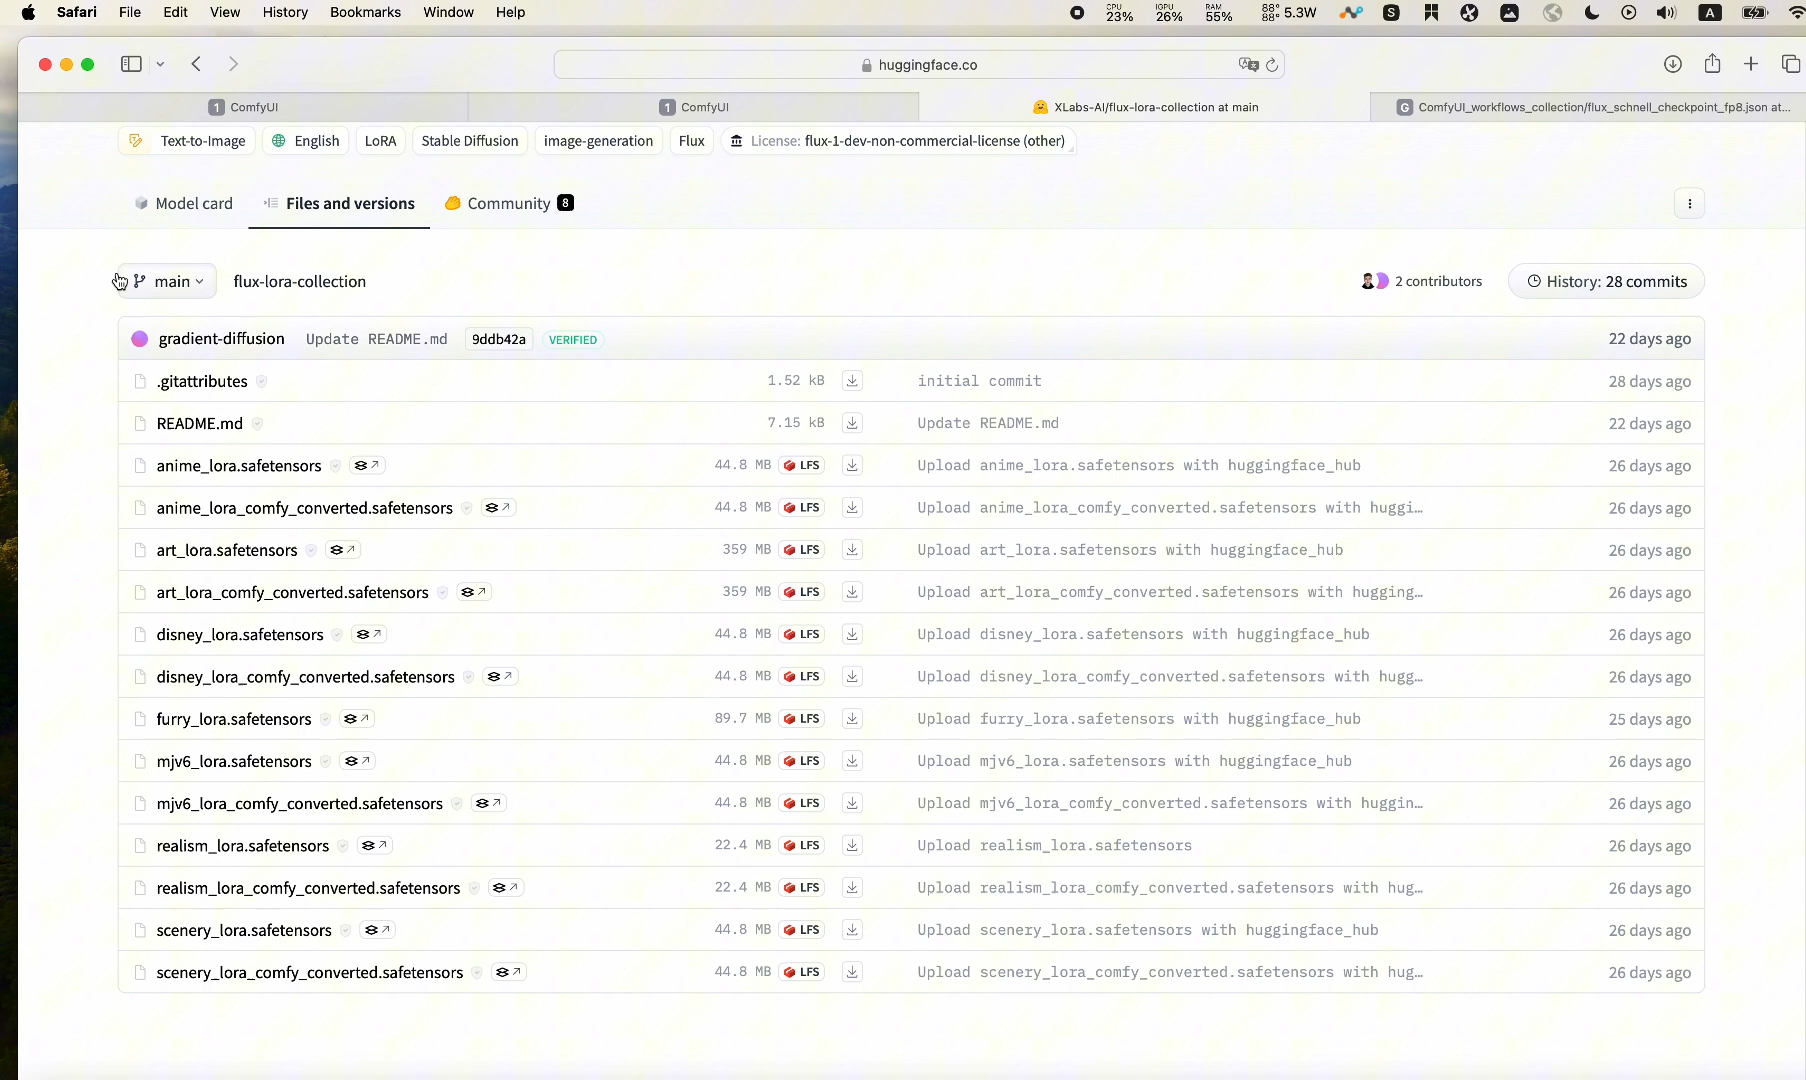 Safari File Edit View History Bookmarks Window Help CPU 23% IGPU 26% RAM 55% 88° 88° 5.3W S A
huggingface.co
1 ComfyUI 1 ComfyUI XLabs-AI/flux-lora-collection at main G ComfyUI_workflows_collection/flux_schnell_checkpoint_fp8.json at...
Text-to-Image English LoRA Stable Diffusion image-generation Flux License: flux-1-dev-non-commercial-license (other)
Model card Files and versions Community 8
main flux-lora-collection 2 contributors History: 28 commits
gradient-diffusion Update README.md 9ddb42a VERIFIED 22 days ago
.gitattributes 1.52 kB initial commit 28 days ago
README.md 7.15 kB Update README.md 22 days ago
anime_lora.safetensors 44.8 MB LFS Upload anime_lora.safetensors with huggingface_hub 26 days ago
anime_lora_comfy_converted.safetensors 44.8 MB LFS Upload anime_lora_comfy_converted.safetensors with huggi... 26 days ago
art_lora.safetensors 359 MB LFS Upload art_lora.safetensors with huggingface_hub 26 days ago
art_lora_comfy_converted.safetensors 359 MB LFS Upload art_lora_comfy_converted.safetensors with hugging... 26 days ago
disney_lora.safetensors 44.8 MB LFS Upload disney_lora.safetensors with huggingface_hub 26 days ago
disney_lora_comfy_converted.safetensors 44.8 MB LFS Upload disney_lora_comfy_converted.safetensors with hugg... 26 days ago
furry_lora.safetensors 89.7 MB LFS Upload furry_lora.safetensors with huggingface_hub 25 days ago
mjv6_lora.safetensors 44.8 MB LFS Upload mjv6_lora.safetensors with huggingface_hub 26 days ago
mjv6_lora_comfy_converted.safetensors 44.8 MB LFS Upload mjv6_lora_comfy_converted.safetensors with huggin... 26 days ago
realism_lora.safetensors 22.4 MB LFS Upload realism_lora.safetensors 26 days ago
realism_lora_comfy_converted.safetensors 22.4 MB LFS Upload realism_lora_comfy_converted.safetensors with hug... 26 days ago
scenery_lora.safetensors 44.8 MB LFS Upload scenery_lora.safetensors with huggingface_hub 26 days ago
scenery_lora_comfy_converted.safetensors 44.8 MB LFS Upload scenery_lora_comfy_converted.safetensors with hug... 26 days ago